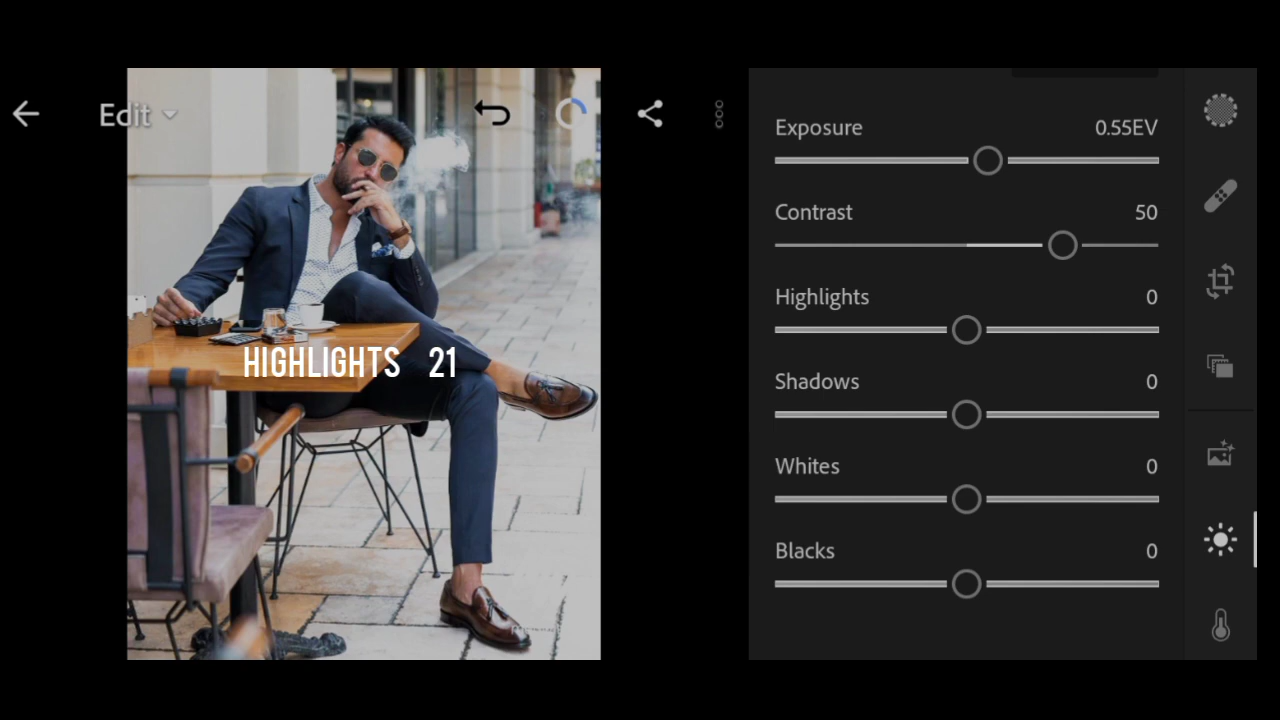 Edit
HIGHLIGHTS 21
Exposure 0.55EV
Contrast 50
Highlights 0
Shadows 0
Whites 0
Blacks 0